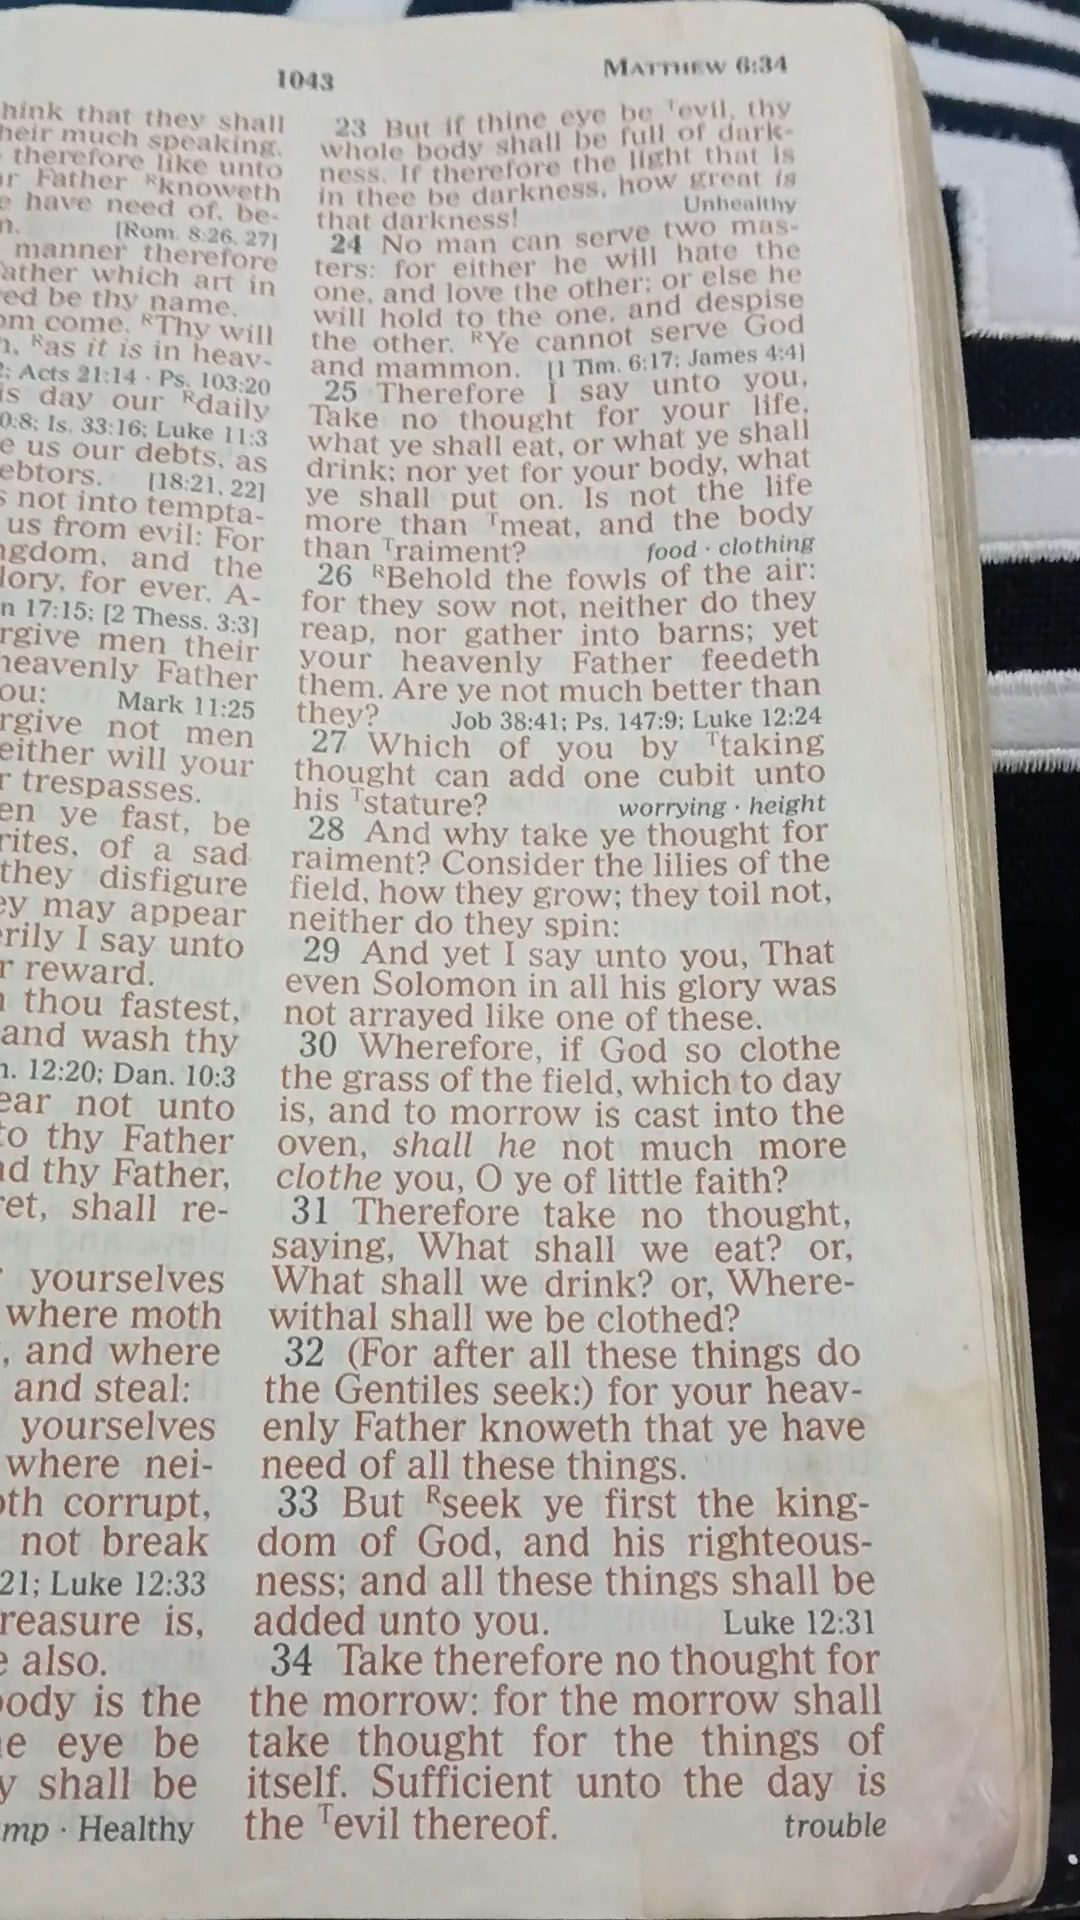 1043
MATTHEW 6:34
hink that they shall
heir much speaking.
therefore like unto
r Father ᴿknoweth
e have need of, be-
n. [Rom. 8:26, 27]
manner therefore
ather which art in
ed be thy name.
om come. ᴿThy will
n, ᴿas it is in heav-
2; Acts 21:14 · Ps. 103:20
is day our ᴿdaily
0:8; Is. 33:16; Luke 11:3
e us our debts, as
ebtors. [18:21, 22]
s not into tempta-
us from evil: For
ngdom, and the
lory, for ever. A-
n 17:15; [2 Thess. 3:3]
rgive men their
heavenly Father
ou: Mark 11:25
rgive not men
either will your
r trespasses.
en ye fast, be
rites, of a sad
they disfigure
ey may appear
erily I say unto
r reward.
n thou fastest,
and wash thy
n. 12:20; Dan. 10:3
ear not unto
to thy Father
nd thy Father,
ret, shall re-
yourselves
where moth
, and where
and steal:
yourselves
where nei-
oth corrupt,
not break
21; Luke 12:33
reasure is,
e also.
ody is the
e eye be
y shall be
mp · Healthy
23 But if thine eye be ᵀevil, thy
whole body shall be full of dark-
ness. If therefore the light that is
in thee be darkness, how great is
that darkness! Unhealthy
24 No man can serve two mas-
ters: for either he will hate the
one, and love the other; or else he
will hold to the one, and despise
the other. ᴿYe cannot serve God
and mammon. [1 Tim. 6:17; James 4:4]
25 Therefore I say unto you,
Take no thought for your life,
what ye shall eat, or what ye shall
drink; nor yet for your body, what
ye shall put on. Is not the life
more than ᵀmeat, and the body
than ᵀraiment? food · clothing
26 ᴿBehold the fowls of the air:
for they sow not, neither do they
reap, nor gather into barns; yet
your heavenly Father feedeth
them. Are ye not much better than
they? Job 38:41; Ps. 147:9; Luke 12:24
27 Which of you by ᵀtaking
thought can add one cubit unto
his ᵀstature? worrying · height
28 And why take ye thought for
raiment? Consider the lilies of the
field, how they grow; they toil not,
neither do they spin:
29 And yet I say unto you, That
even Solomon in all his glory was
not arrayed like one of these.
30 Wherefore, if God so clothe
the grass of the field, which to day
is, and to morrow is cast into the
oven, shall he not much more
clothe you, O ye of little faith?
31 Therefore take no thought,
saying, What shall we eat? or,
What shall we drink? or, Where-
withal shall we be clothed?
32 (For after all these things do
the Gentiles seek:) for your heav-
enly Father knoweth that ye have
need of all these things.
33 But ᴿseek ye first the king-
dom of God, and his righteous-
ness; and all these things shall be
added unto you. Luke 12:31
34 Take therefore no thought for
the morrow: for the morrow shall
take thought for the things of
itself. Sufficient unto the day is
the ᵀevil thereof. trouble